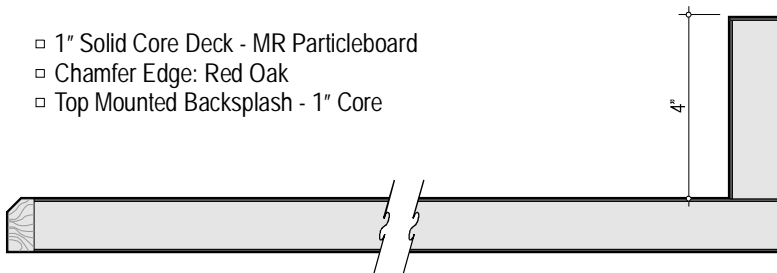 □ 1" Solid Core Deck - MR Particleboard
□ Chamfer Edge: Red Oak
□ Top Mounted Backsplash - 1" Core
4"